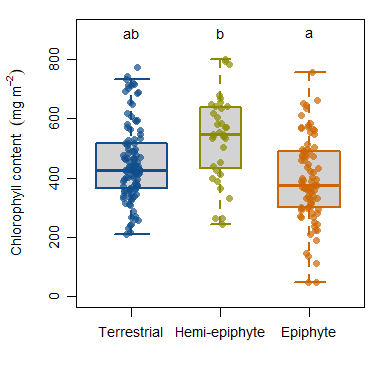 ab b a
800
600
400
200
0
Chlorophyll content (mg m⁻²)
Terrestrial Hemi-epiphyte Epiphyte